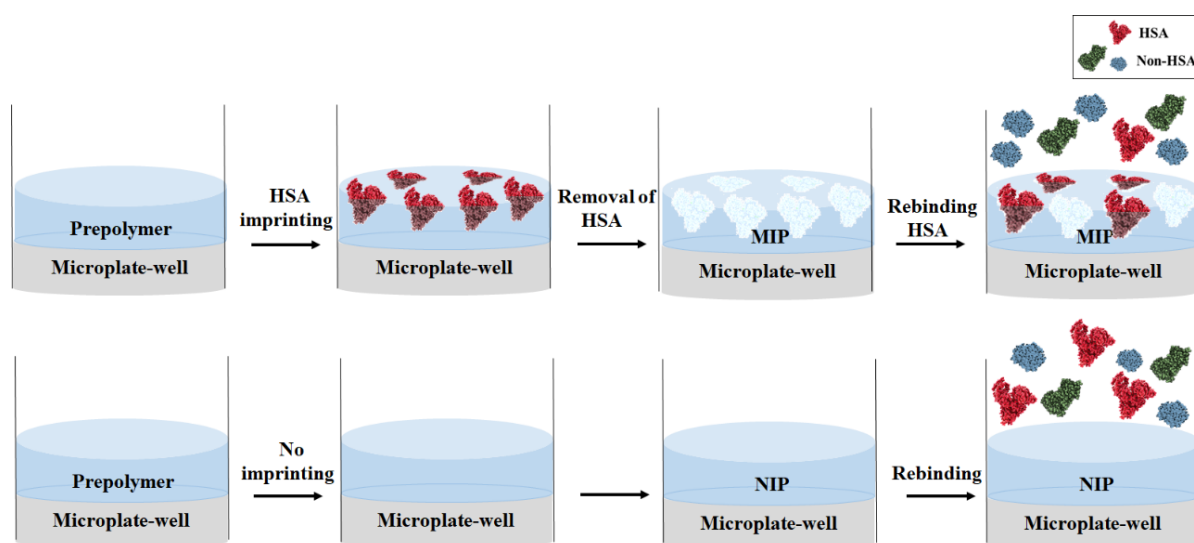 HSA
Non-HSA
HSA
imprinting
Removal of
HSA
Rebinding
HSA
Prepolymer
MIP
MIP
Microplate-well
Microplate-well
Microplate-well
Microplate-well
No
imprinting
Rebinding
Prepolymer
NIP
NIP
Microplate-well
Microplate-well
Microplate-well
Microplate-well